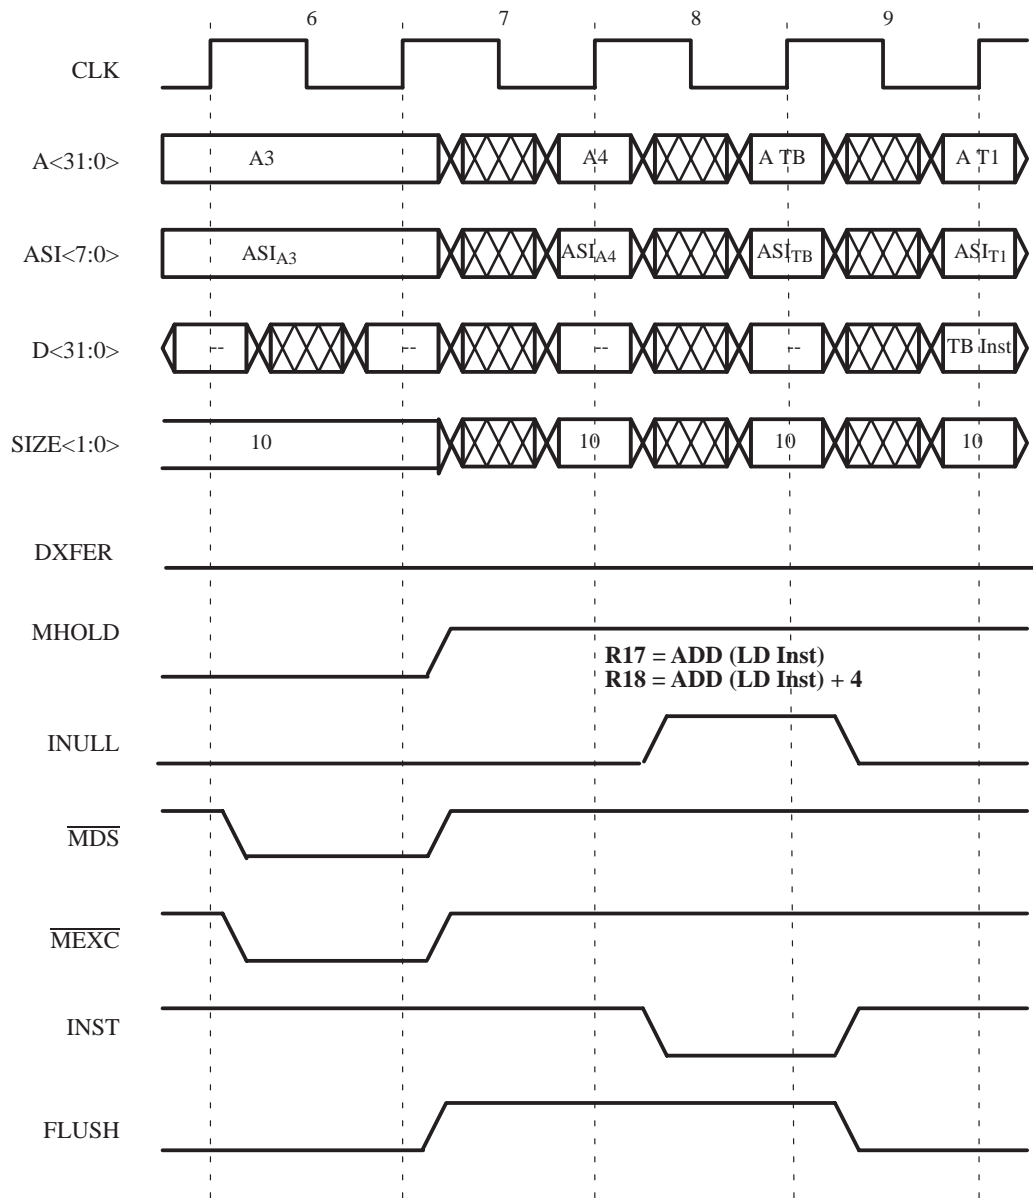 6 7 8 9
CLK
A<31:0> A3 A4 A TB A T1
ASI<7:0> ASIA3 ASIA4 ASITB ASIT1
D<31:0> -- -- -- -- TB Inst
SIZE<1:0> 10 10 10 10
DXFER
MHOLD
R17 = ADD (LD Inst)
R18 = ADD (LD Inst) + 4
INULL
MDS
MEXC
INST
FLUSH